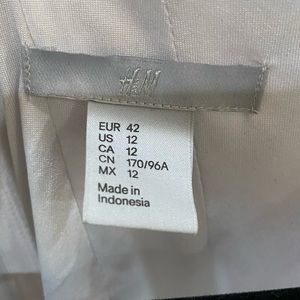 H&M
EUR 42
US 12
CA 12
CN 170/96A
MX 12
Made in
Indonesia